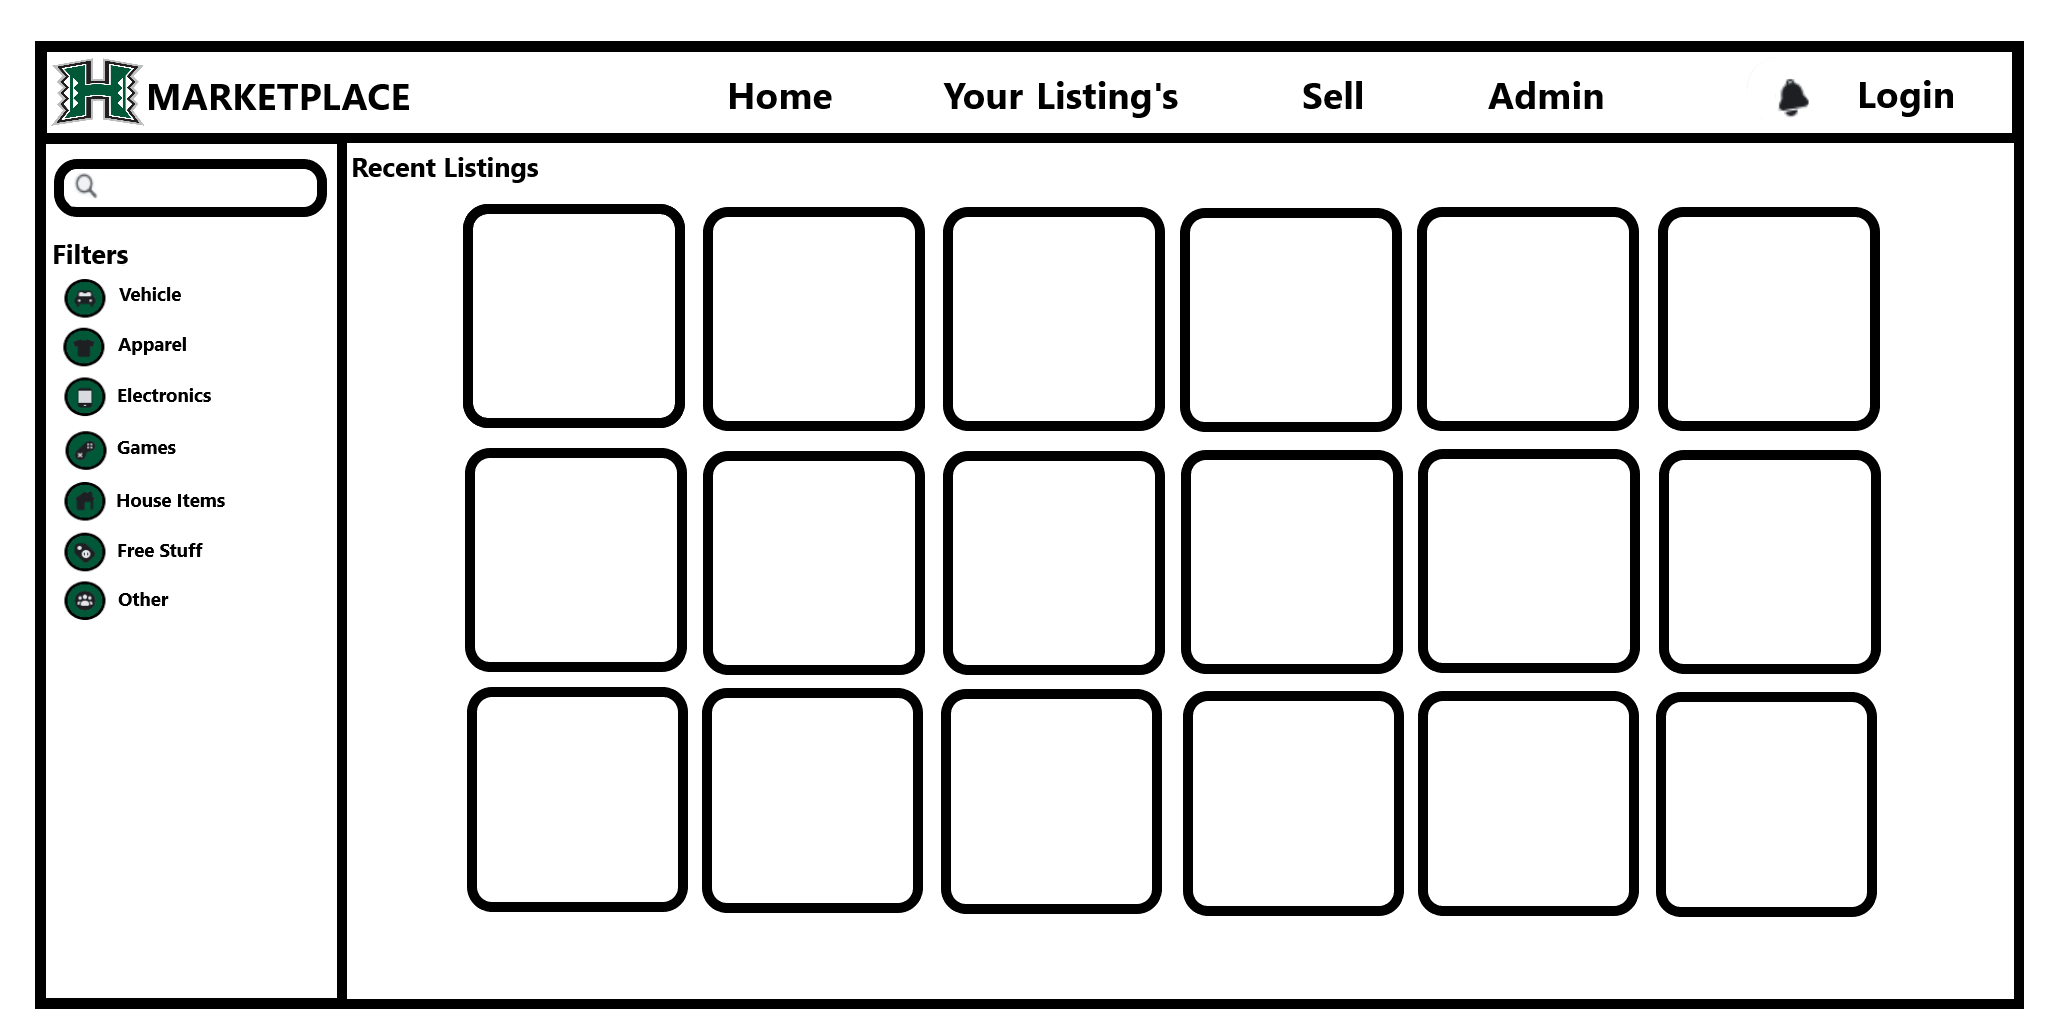 H MARKETPLACE
Home
Your Listing's
Sell
Admin
Login
Recent Listings
Filters
Vehicle
Apparel
Electronics
Games
House Items
Free Stuff
Other